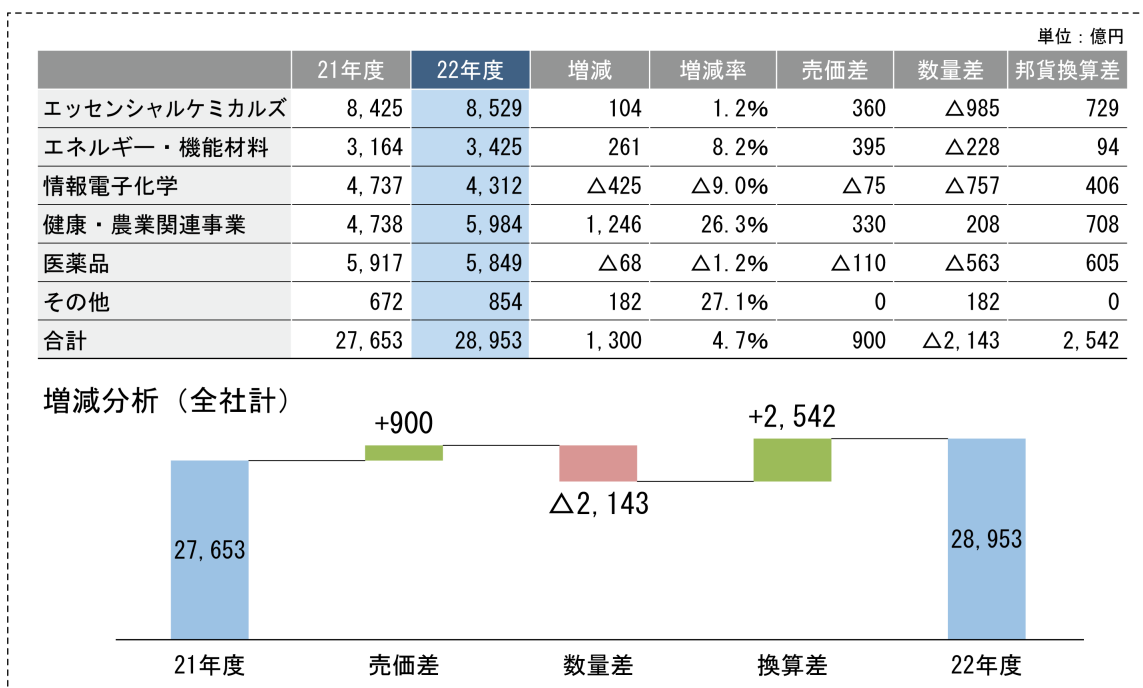 単位：億円
21年度 22年度 増減 増減率 売価差 数量差 邦貨換算差
エッセンシャルケミカルズ 8,425 8,529 104 1.2% 360 △985 729
エネルギー・機能材料 3,164 3,425 261 8.2% 395 △228 94
情報電子化学 4,737 4,312 △425 △9.0% △75 △757 406
健康・農業関連事業 4,738 5,984 1,246 26.3% 330 208 708
医薬品 5,917 5,849 △68 △1.2% △110 △563 605
その他 672 854 182 27.1% 0 182 0
合計 27,653 28,953 1,300 4.7% 900 △2,143 2,542
増減分析（全社計）
+900 +2,542
△2,143
27,653 28,953
21年度 売価差 数量差 換算差 22年度